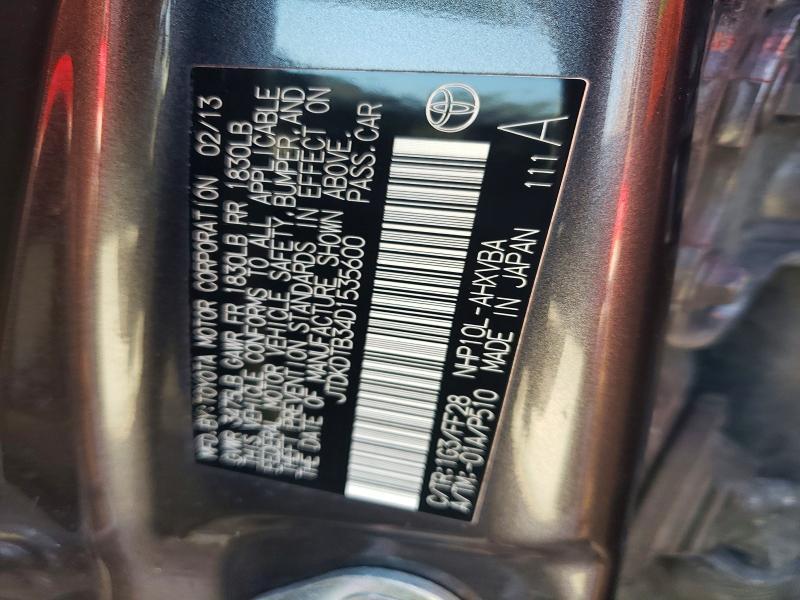 MFD. BY: TOYOTA MOTOR CORPORATION 02/13
GVWR 3475LB GAWR FR 1830LB RR 1830LB
THIS VEHICLE CONFORMS TO ALL APPLICABLE
FEDERAL MOTOR VEHICLE SAFETY, BUMPER, AND
THEFT PREVENTION STANDARDS IN EFFECT ON
THE DATE OF MANUFACTURE SHOWN ABOVE.
JTDKDTB34D1535600 PASS. CAR
C/TR: 1G3/FF28 NHP10L-AHXVBA
A/TM: -01A/P510 MADE IN JAPAN 111 A